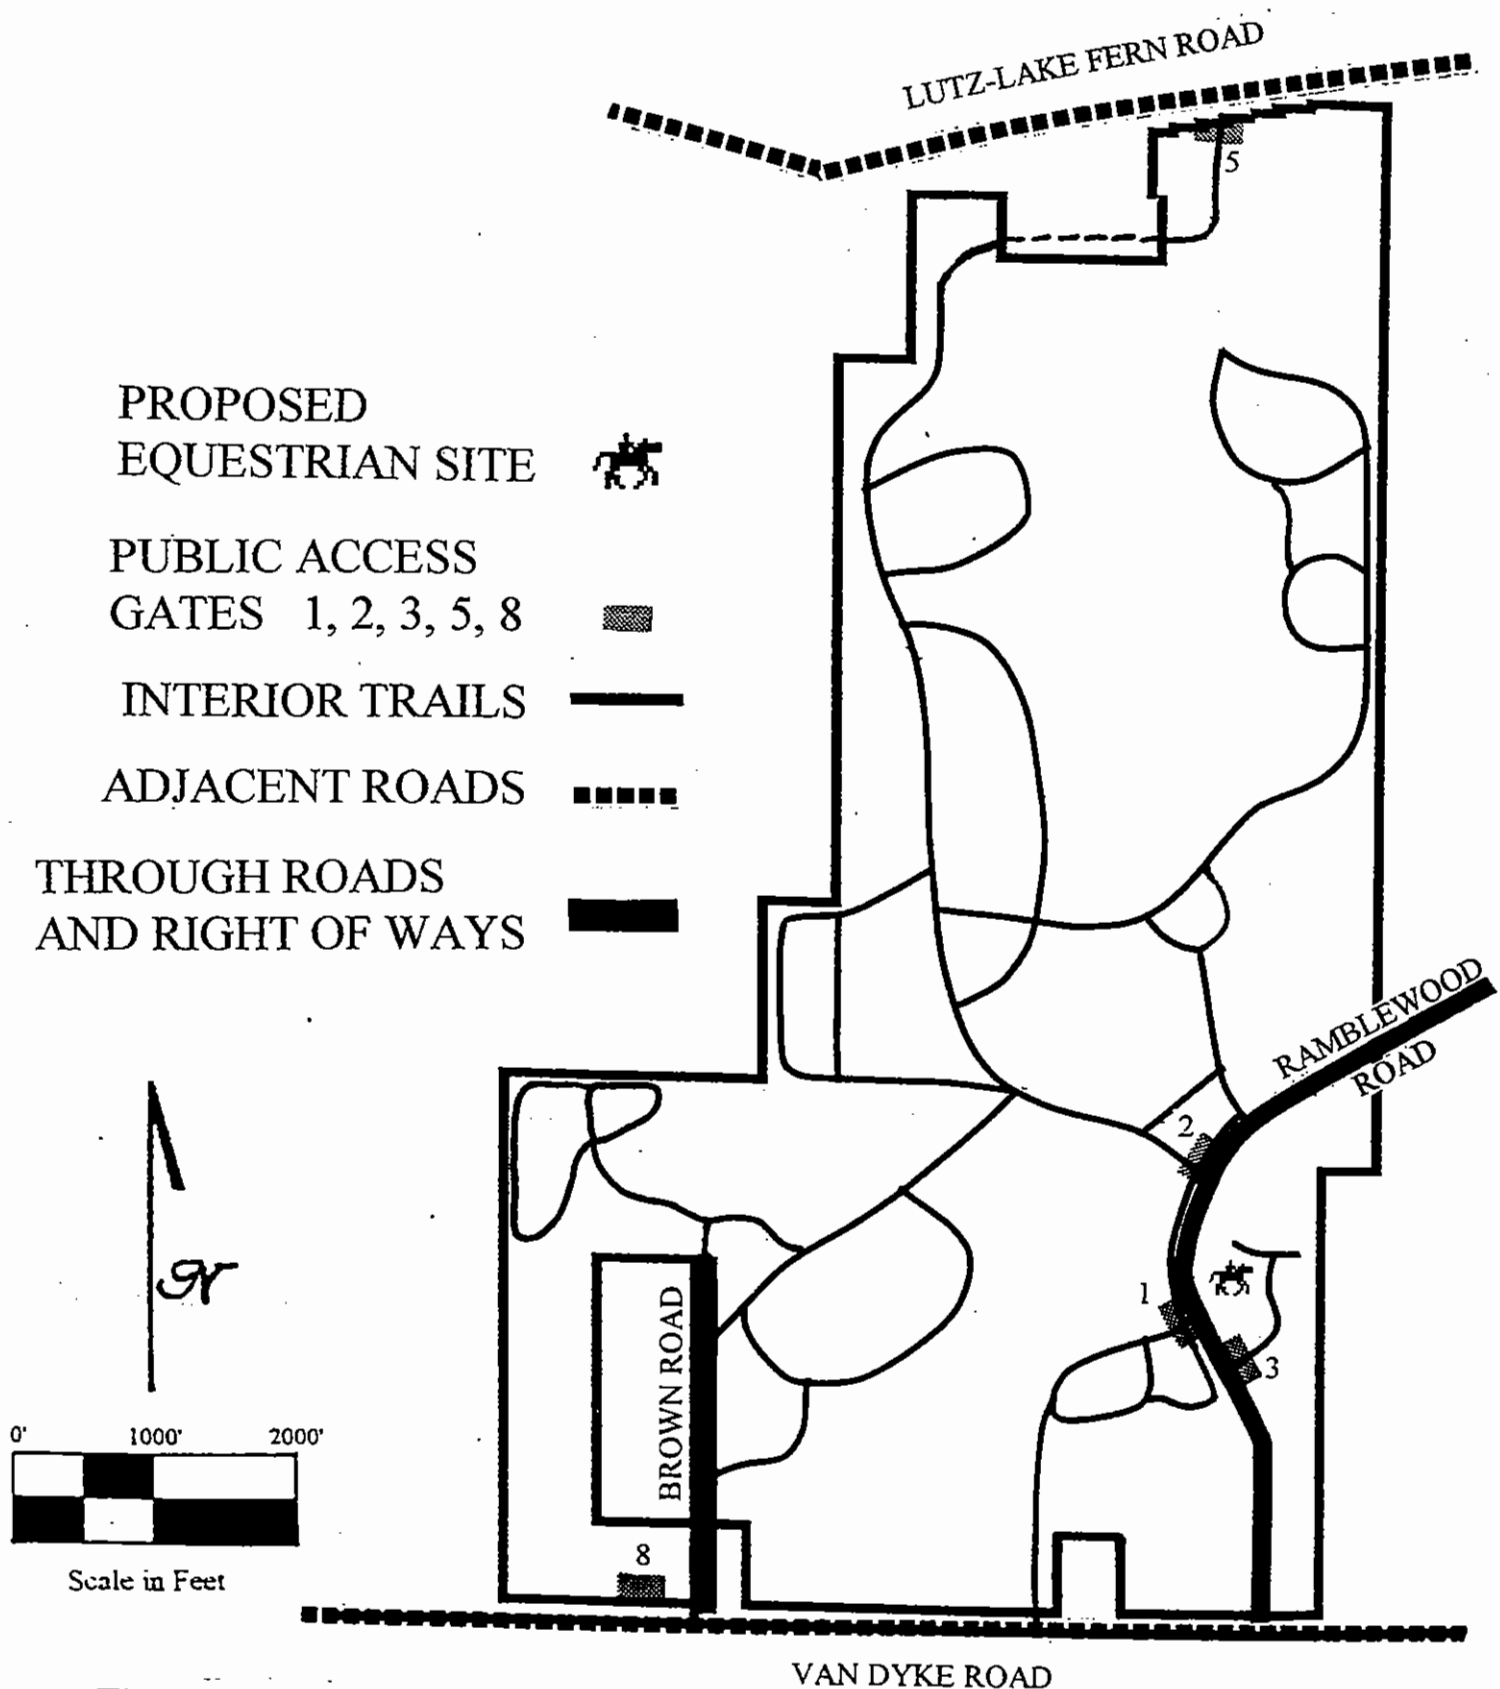 LUTZ-LAKE FERN ROAD
5
PROPOSED
EQUESTRIAN SITE
PUBLIC ACCESS
GATES 1, 2, 3, 5, 8
INTERIOR TRAILS
ADJACENT ROADS
THROUGH ROADS
AND RIGHT OF WAYS
RAMBLEWOOD
ROAD
2
N
1
3
BROWN ROAD
0' 1000' 2000'
Scale in Feet
8
VAN DYKE ROAD